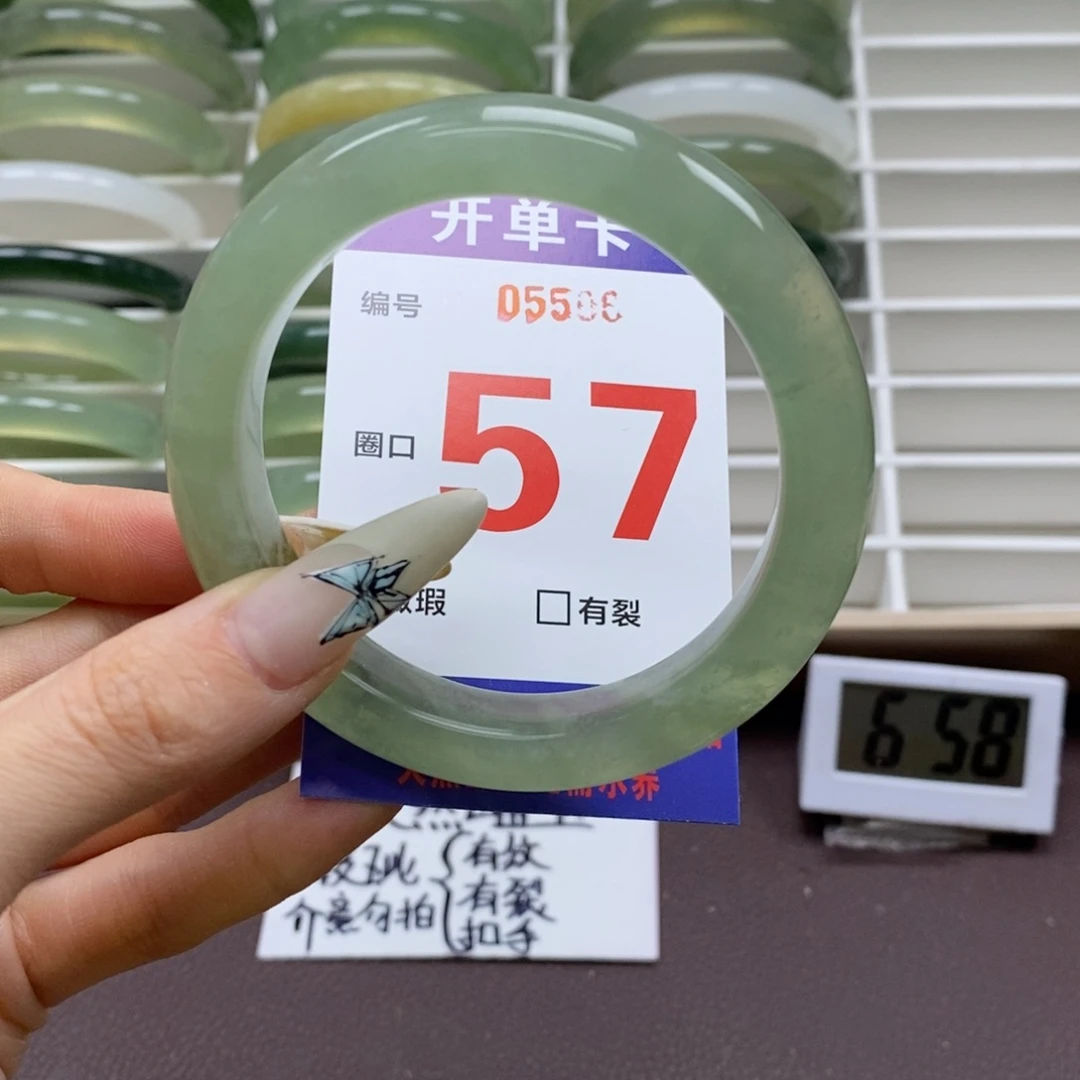 开单卡
编号 0550
圈口 57
瑕 □有裂
6 58
有纹
有裂
介意勿拍
扣手